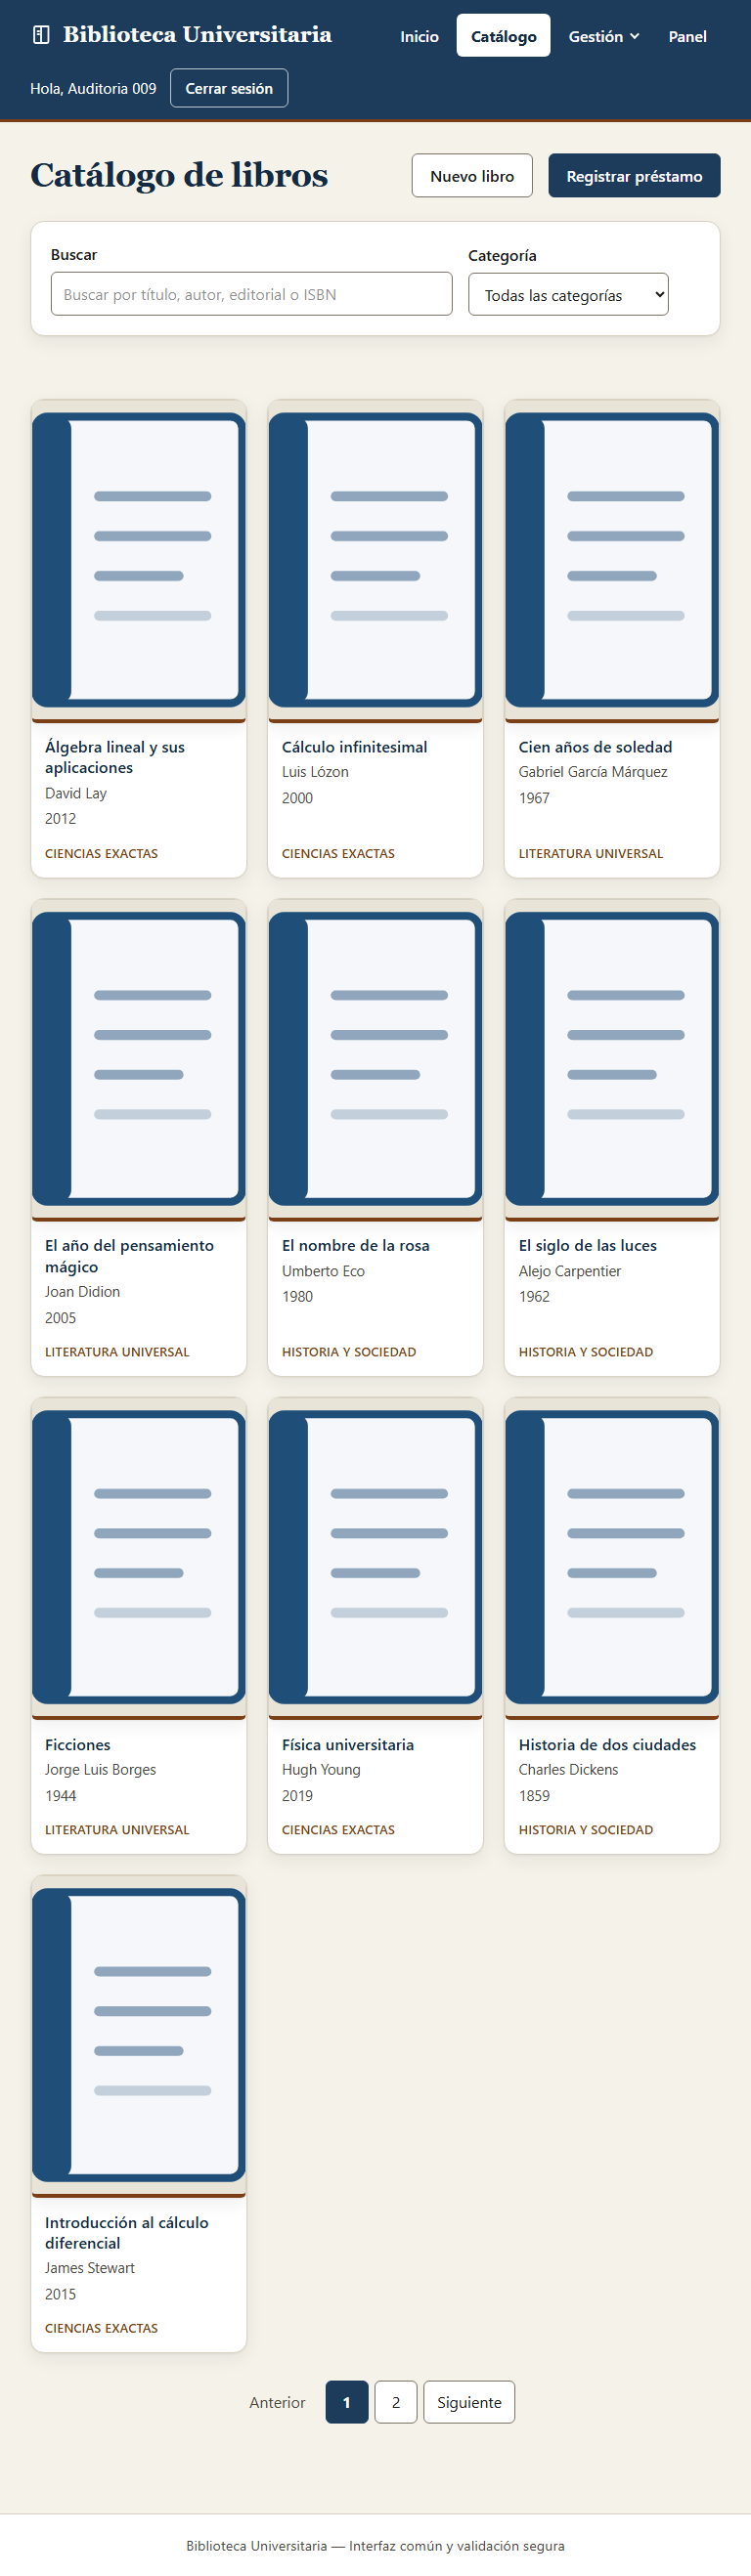 Biblioteca Universitaria
Inicio
Catálogo
Gestión
Panel
Hola, Auditoria 009
Cerrar sesión
Catálogo de libros
Nuevo libro
Registrar préstamo
Buscar
Categoría
Buscar por título, autor, editorial o ISBN
Todas las categorías
Álgebra lineal y sus
aplicaciones
David Lay
2012
CIENCIAS EXACTAS
Cálculo infinitesimal
Luis Lózon
2000
CIENCIAS EXACTAS
Cien años de soledad
Gabriel García Márquez
1967
LITERATURA UNIVERSAL
El año del pensamiento
mágico
Joan Didion
2005
LITERATURA UNIVERSAL
El nombre de la rosa
Umberto Eco
1980
HISTORIA Y SOCIEDAD
El siglo de las luces
Alejo Carpentier
1962
HISTORIA Y SOCIEDAD
Ficciones
Jorge Luis Borges
1944
LITERATURA UNIVERSAL
Física universitaria
Hugh Young
2019
CIENCIAS EXACTAS
Historia de dos ciudades
Charles Dickens
1859
HISTORIA Y SOCIEDAD
Introducción al cálculo
diferencial
James Stewart
2015
CIENCIAS EXACTAS
Anterior
1
2
Siguiente
Biblioteca Universitaria — Interfaz común y validación segura